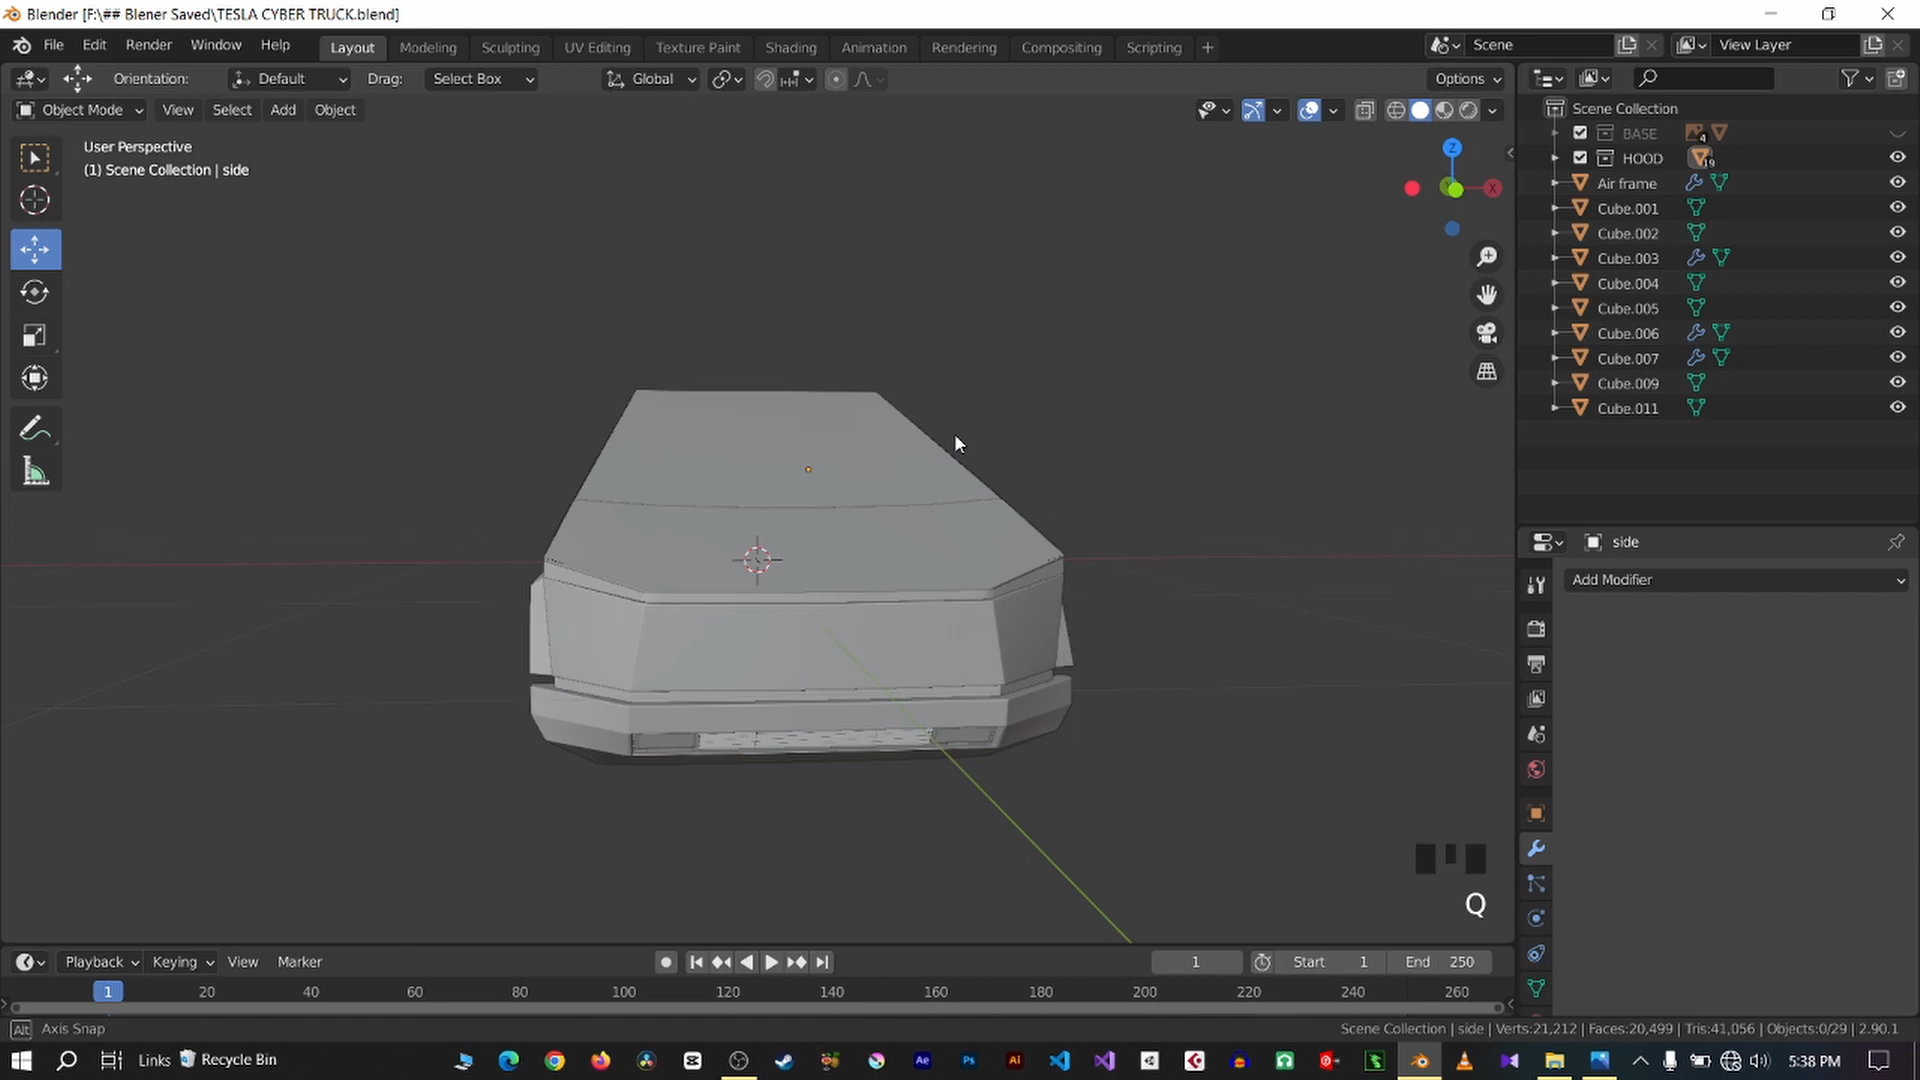 Blender [F:\## Blener Saved\TESLA CYBER TRUCK.blend]
File Edit Render Window Help Layout Modeling Sculpting UV Editing Texture Paint Shading Animation Rendering Compositing Scripting + Scene View Layer
Orientation: Default Drag: Select Box Global Options
Object Mode View Select Add Object
User Perspective
(1) Scene Collection | side
Z
X
Scene Collection
BASE 4
HOOD 19
Air frame
Cube.001
Cube.002
Cube.003
Cube.004
Cube.005
Cube.006
Cube.007
Cube.009
Cube.011
side
Add Modifier
Q
Playback Keying View Marker 1 Start 1 End 250
1 20 40 60 80 100 120 140 160 180 200 220 240 260
Alt Axis Snap Scene Collection | side | Verts:21,212 | Faces:20,499 | Tris:41,056 | Objects:0/29 | 2.90.1
Links Recycle Bin Ae Ps Ai 5:38 PM